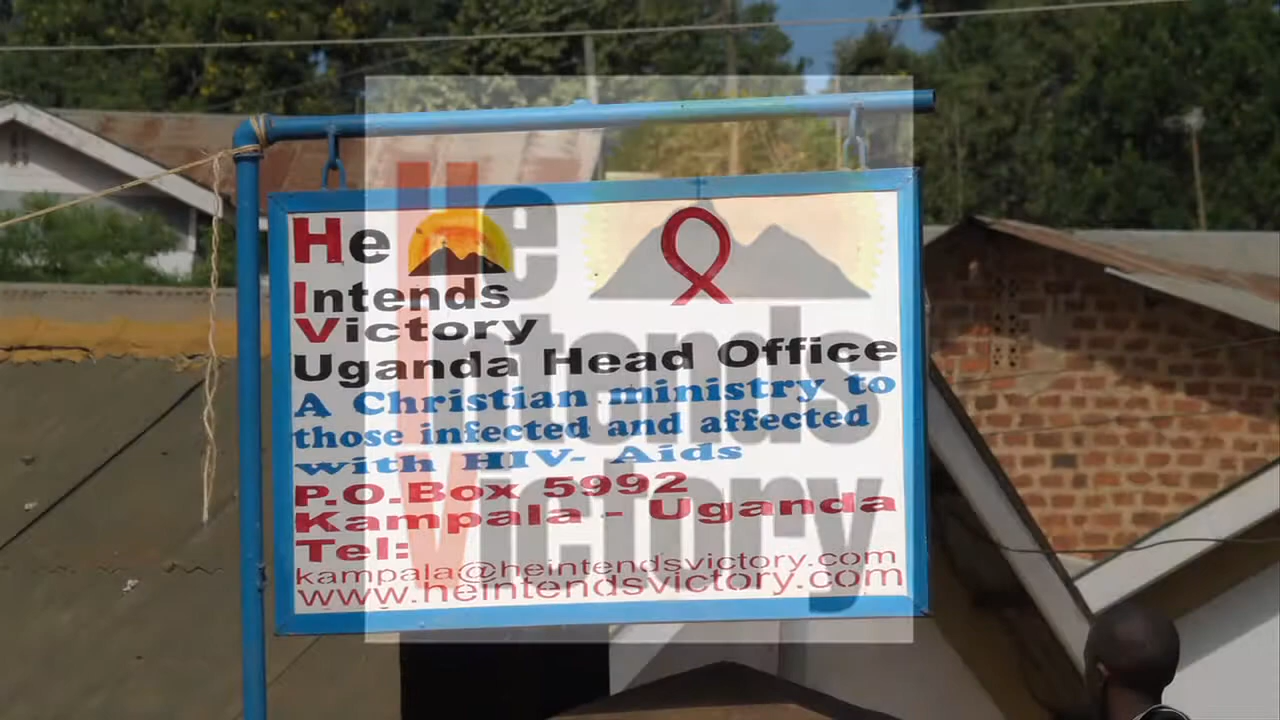 He
Intends
Victory
Uganda Head Office
A Christian ministry to
those infected and affected
with HIV- Aids
P.O.Box 5992
Kampala - Uganda
Tel:
kampala@heintendsvictory.com
www.heintendsvictory.com
He
Intends
Victory